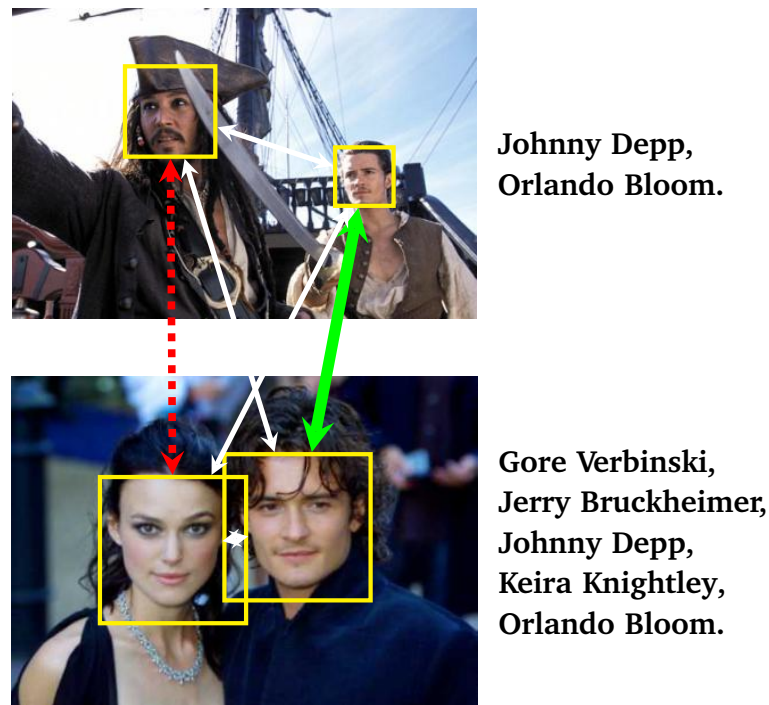 Johnny Depp,
Orlando Bloom.
Gore Verbinski,
Jerry Bruckheimer,
Johnny Depp,
Keira Knightley,
Orlando Bloom.